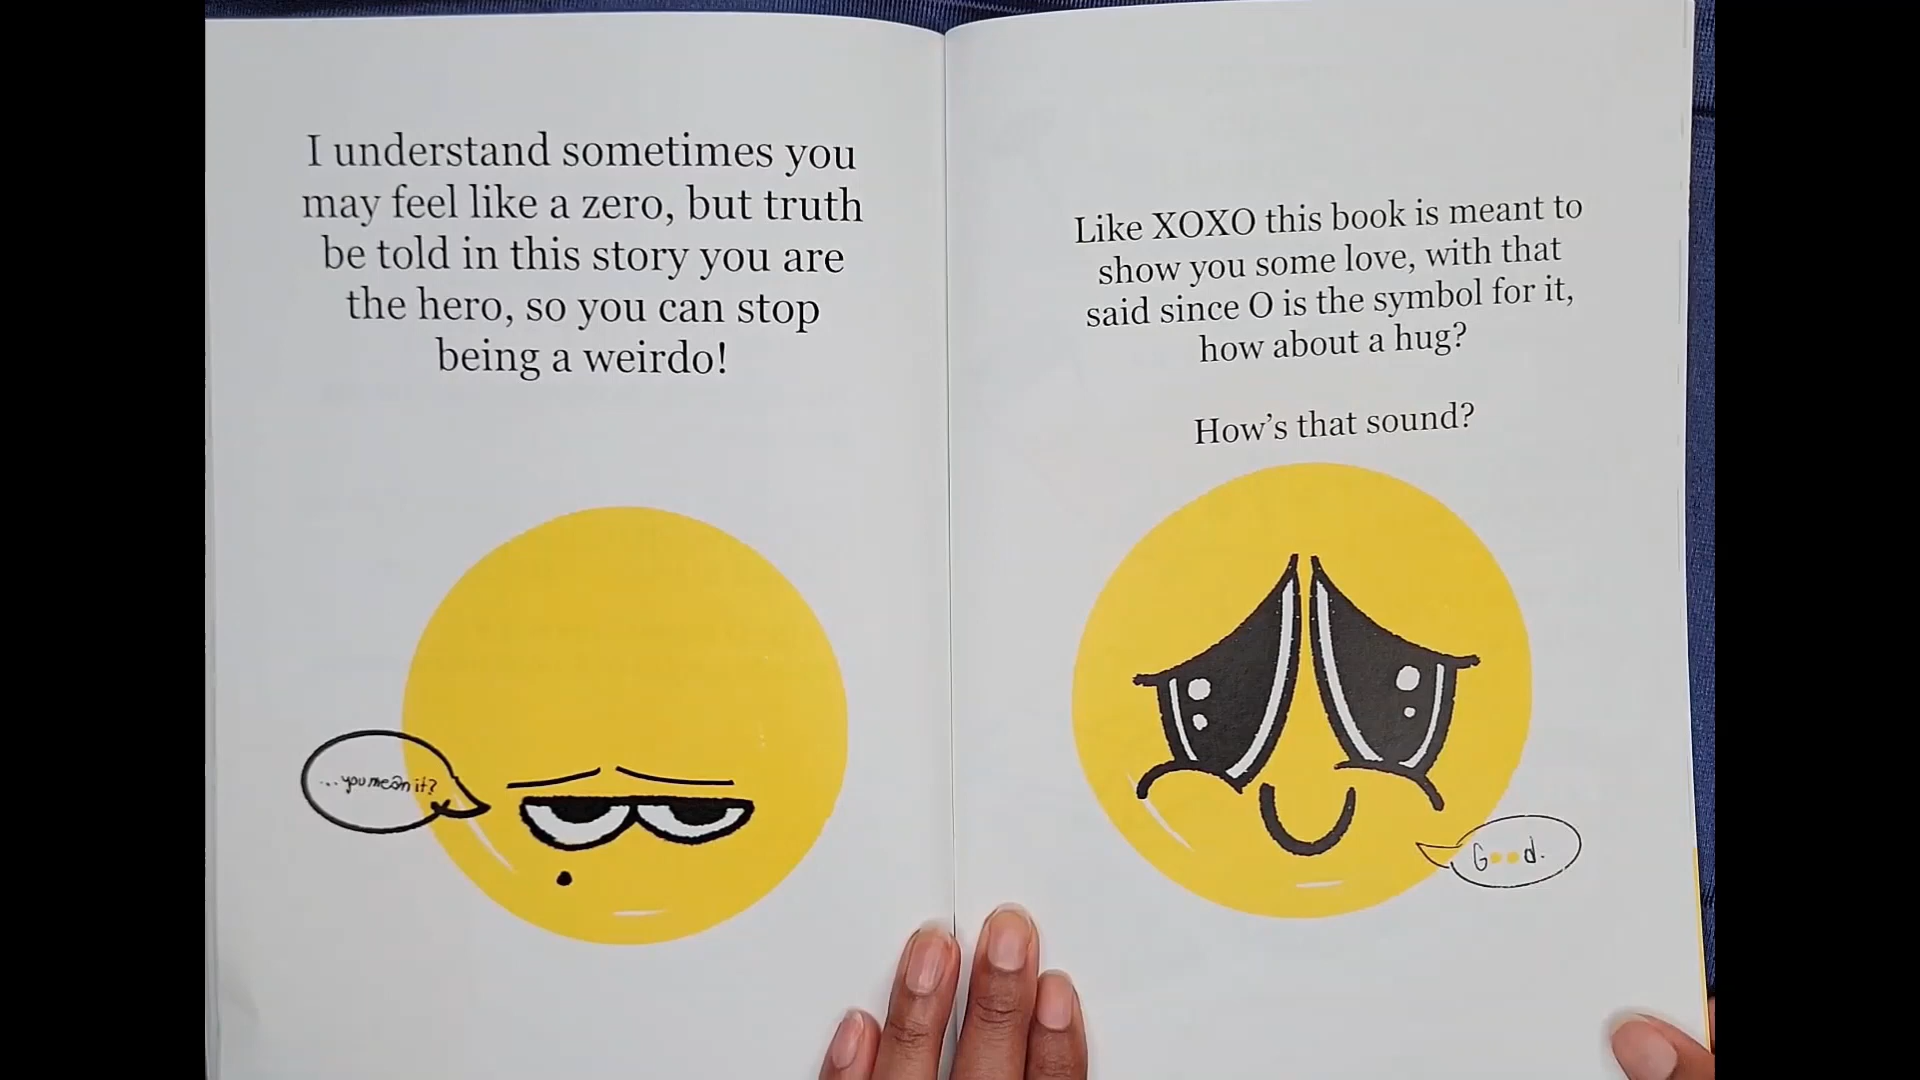 I understand sometimes you
may feel like a zero, but truth
be told in this story you are
the hero, so you can stop
being a weirdo!
...you mean it?
Like XOXO this book is meant to
show you some love, with that
said since O is the symbol for it,
how about a hug?
How's that sound?
Good.